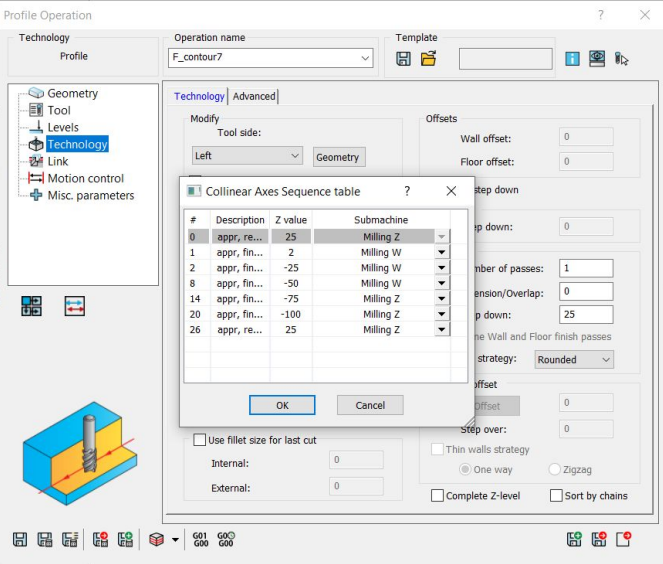 Profile Operation
?
Technology
Profile
Operation name
F_contour7
Template
Geometry
Tool
Levels
Technology
Link
Motion control
Misc. parameters
Technology
Advanced
Modify
Tool side:
Left
Geometry
Offsets
Wall offset:
0
Floor offset:
0
step down
down:
0
Collinear Axes Sequence table
?
# Description Z value Submachine
0 appr, re... 25 Milling Z
1 appr, fin... 2 Milling W
2 appr, fin... -25 Milling W
8 appr, fin... -50 Milling W
14 appr, fin... -75 Milling Z
20 appr, fin... -100 Milling Z
26 appr, re... 25 Milling Z
OK
Cancel
of passes:
1
/Overlap:
0
down:
25
Wall and Floor finish passes
strategy:
Rounded
offset
Offset
0
Step over:
0
Thin walls strategy
One way
Zigzag
Use fillet size for last cut
Internal:
0
External:
0
Complete Z-level
Sort by chains
G01
G00
G00
G00